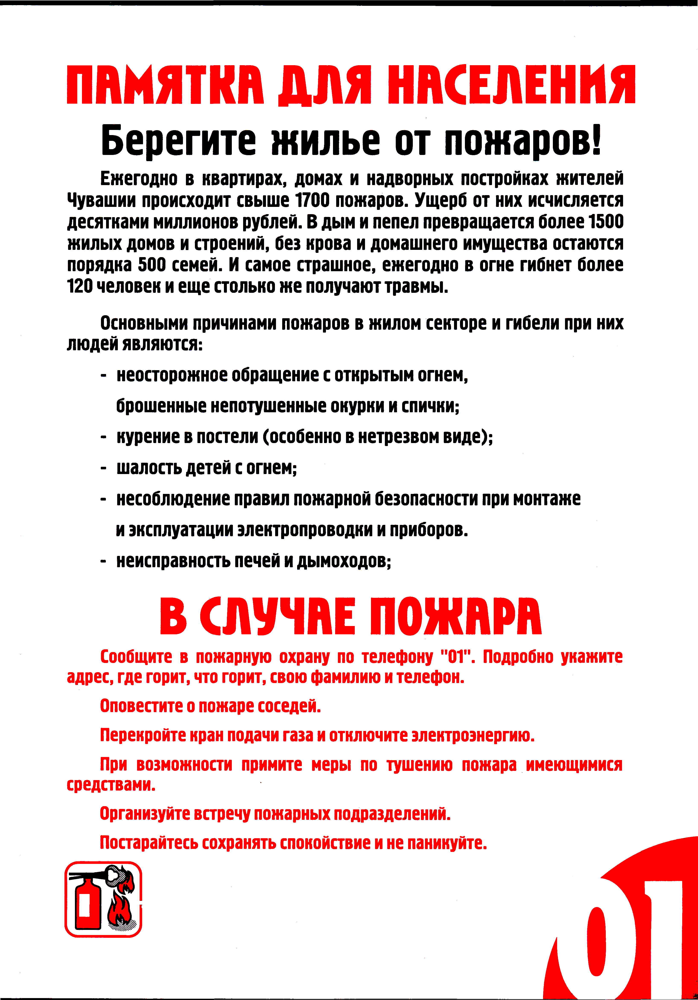 ПАМЯТКА ДЛЯ НАСЕЛЕНИЯ
Берегите жилье от пожаров!
Ежегодно в квартирах, домах и надворных постройках жителей
Чувашии происходит свыше 1700 пожаров. Ущерб от них исчисляется
десятками миллионов рублей. В дым и пепел превращается более 1500
жилых домов и строений, без крова и домашнего имущества остаются
порядка 500 семей. И самое страшное, ежегодно в огне гибнет более
120 человек и еще столько же получают травмы.
Основными причинами пожаров в жилом секторе и гибели при них
людей являются:
- неосторожное обращение с открытым огнем,
брошенные непотушенные окурки и спички;
- курение в постели (особенно в нетрезвом виде);
- шалость детей с огнем;
- несоблюдение правил пожарной безопасности при монтаже
и эксплуатации электропроводки и приборов.
- неисправность печей и дымоходов;
В СЛУЧАЕ ПОЖАРА
Сообщите в пожарную охрану по телефону "01". Подробно укажите
адрес, где горит, что горит, свою фамилию и телефон.
Оповестите о пожаре соседей.
Перекройте кран подачи газа и отключите электроэнергию.
При возможности примите меры по тушению пожара имеющимися
средствами.
Организуйте встречу пожарных подразделений.
Постарайтесь сохранять спокойствие и не паникуйте.
01